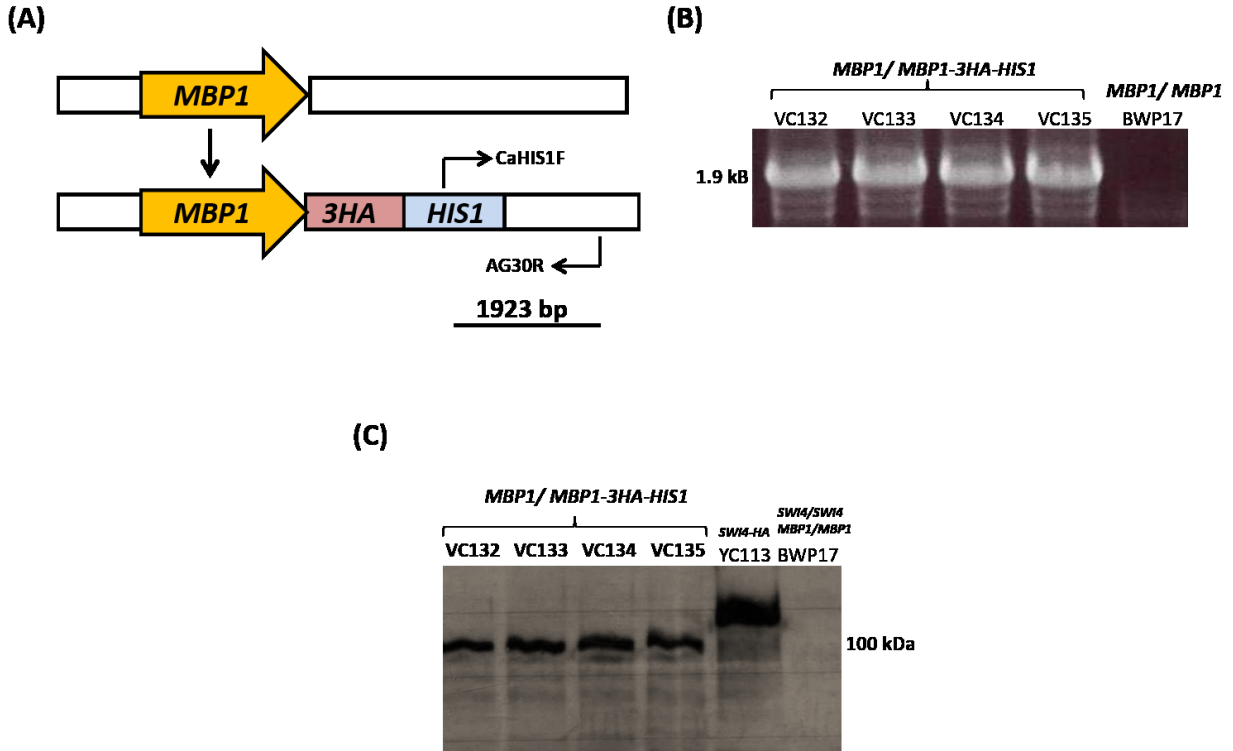 (A)
MBP1
MBP1
3HA
HIS1
CaHIS1F
AG30R
1923 bp
(B)
MBP1/ MBP1-3HA-HIS1
MBP1/ MBP1
VC132 VC133 VC134 VC135 BWP17
1.9 kB
(C)
MBP1/ MBP1-3HA-HIS1
SWI4-HA
SWI4/SWI4
MBP1/MBP1
VC132 VC133 VC134 VC135 YC113 BWP17
100 kDa